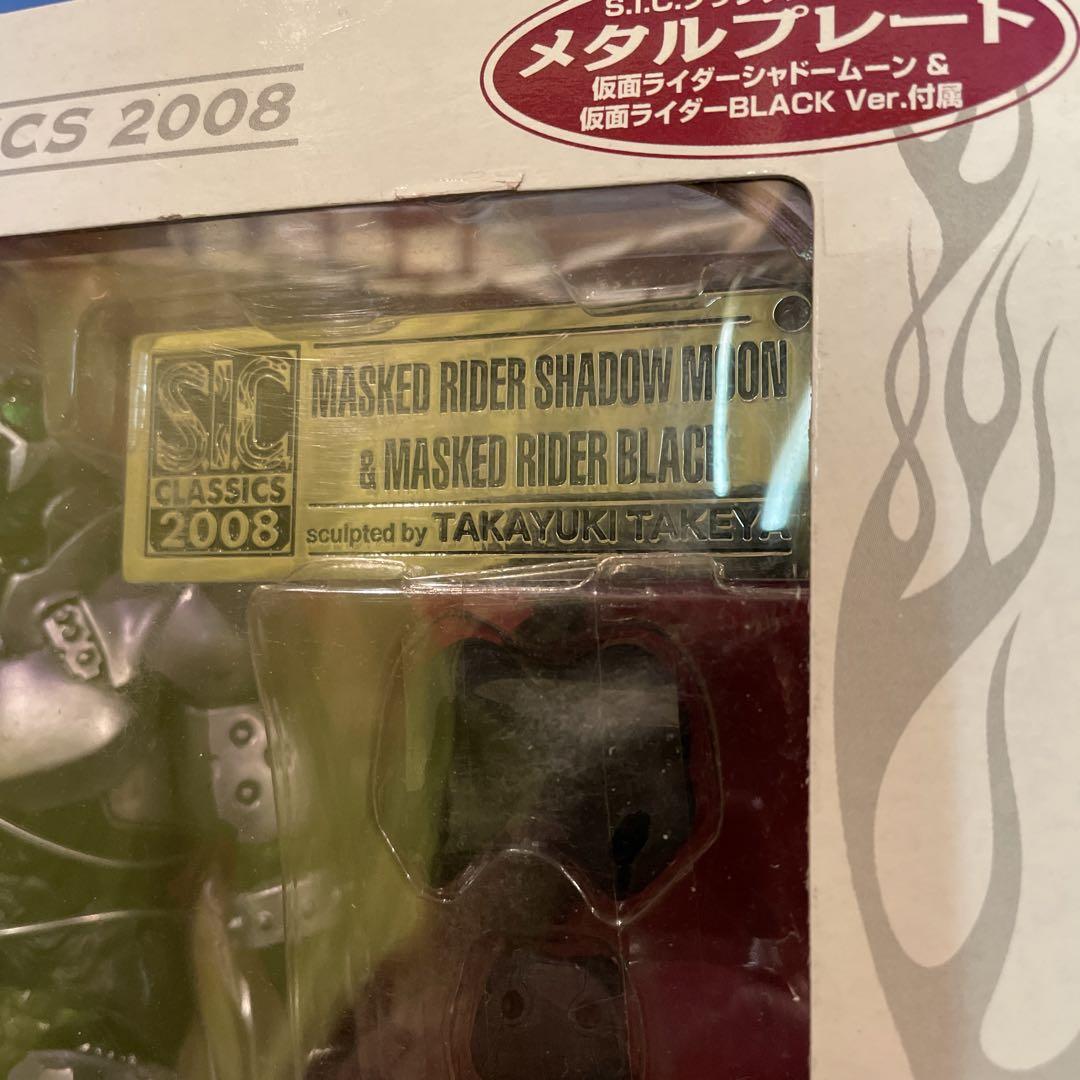 メタルプレート
仮面ライダーシャドームーン &
仮面ライダーBLACK Ver.付属
ICS 2008
S.I.C.
CLASSICS
2008
MASKED RIDER SHADOW MOON
& MASKED RIDER BLACK
sculpted by TAKAYUKI TAKEYA